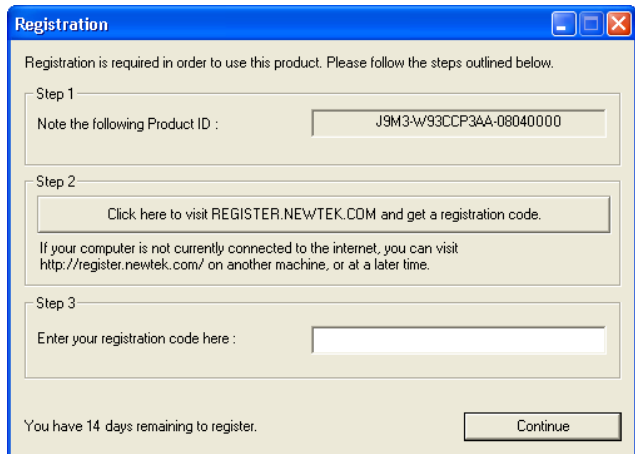 Registration
Registration is required in order to use this product. Please follow the steps outlined below.
Step 1
Note the following Product ID :
J9M3-W93CCP3AA-08040000
Step 2
Click here to visit REGISTER.NEWTEK.COM and get a registration code.
If your computer is not currently connected to the internet, you can visit
http://register.newtek.com/ on another machine, or at a later time.
Step 3
Enter your registration code here :
You have 14 days remaining to register.
Continue